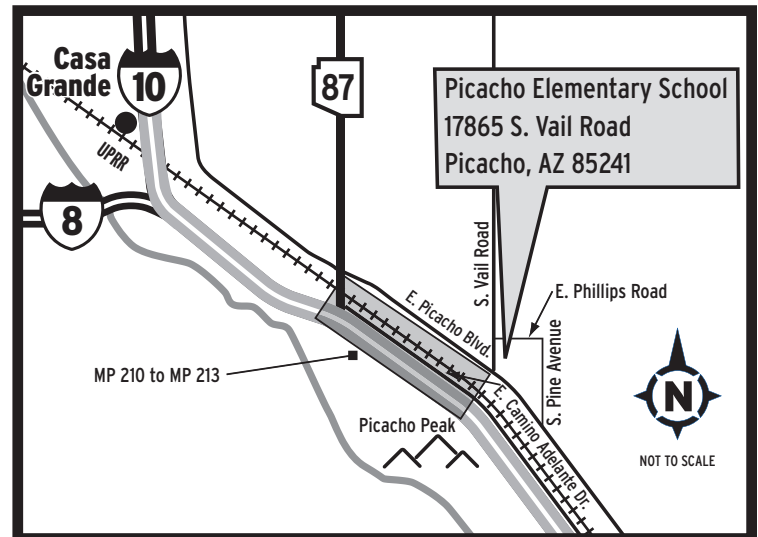 Casa
Grande
10
87
Picacho Elementary School
17865 S. Vail Road
Picacho, AZ 85241
UPRR
8
S. Vail Road
E. Phillips Road
E. Picacho Blvd.
MP 210 to MP 213
S. Pine Avenue
E. Camino Adelante Dr.
Picacho Peak
N
NOT TO SCALE